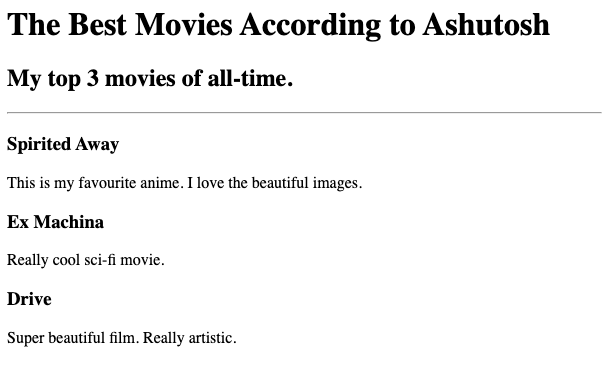 The Best Movies According to Ashutosh
My top 3 movies of all-time.
Spirited Away
This is my favourite anime. I love the beautiful images.
Ex Machina
Really cool sci-fi movie.
Drive
Super beautiful film. Really artistic.